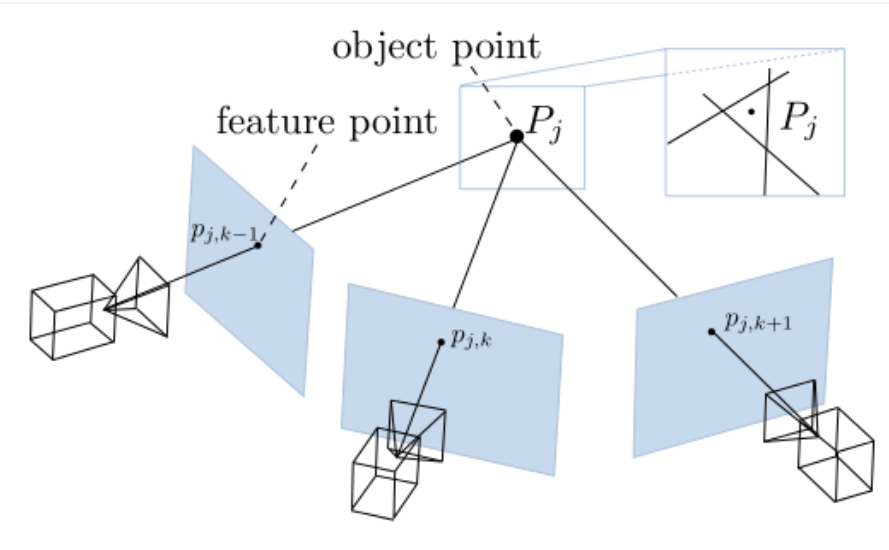 object point
feature point
P_j
P_j
p_{j,k-1}
p_{j,k}
p_{j,k+1}